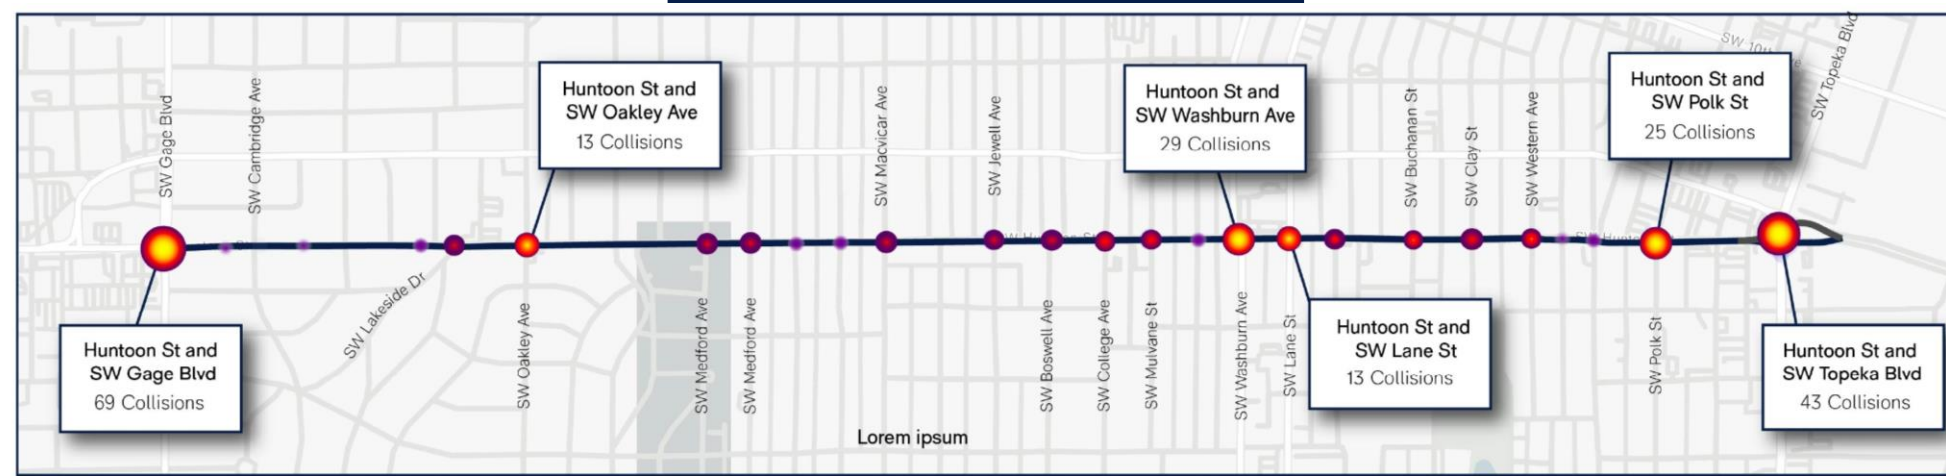 SW Gage Blvd
SW Cambridge Ave
Huntoon St and
SW Oakley Ave
13 Collisions
SW Macvicar Ave
SW Jewell Ave
Huntoon St and
SW Washburn Ave
29 Collisions
SW Buchanan St
SW Clay St
SW Western Ave
Huntoon St and
SW Polk St
25 Collisions
SW 10th
SW Topeka Blvd
Huntoon St and
SW Gage Blvd
69 Collisions
SW Lakeside Dr
SW Oakley Ave
SW Medford Ave
SW Medford Ave
SW Boswell Ave
SW College Ave
SW Mulvane St
SW Washburn Ave
SW Lane St
Huntoon St and
SW Lane St
13 Collisions
SW Polk St
Huntoon St and
SW Topeka Blvd
43 Collisions
Lorem ipsum